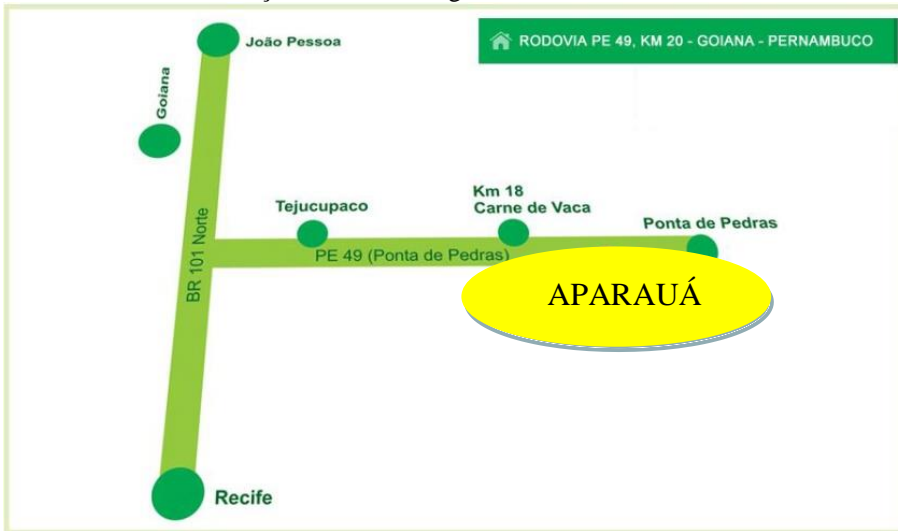 João Pessoa
RODOVIA PE 49, KM 20 - GOIANA - PERNAMBUCO
Goiana
Tejucupaco
Km 18
Carne de Vaca
Ponta de Pedras
BR 101 Norte
PE 49 (Ponta de Pedras)
APARAUÁ
Recife